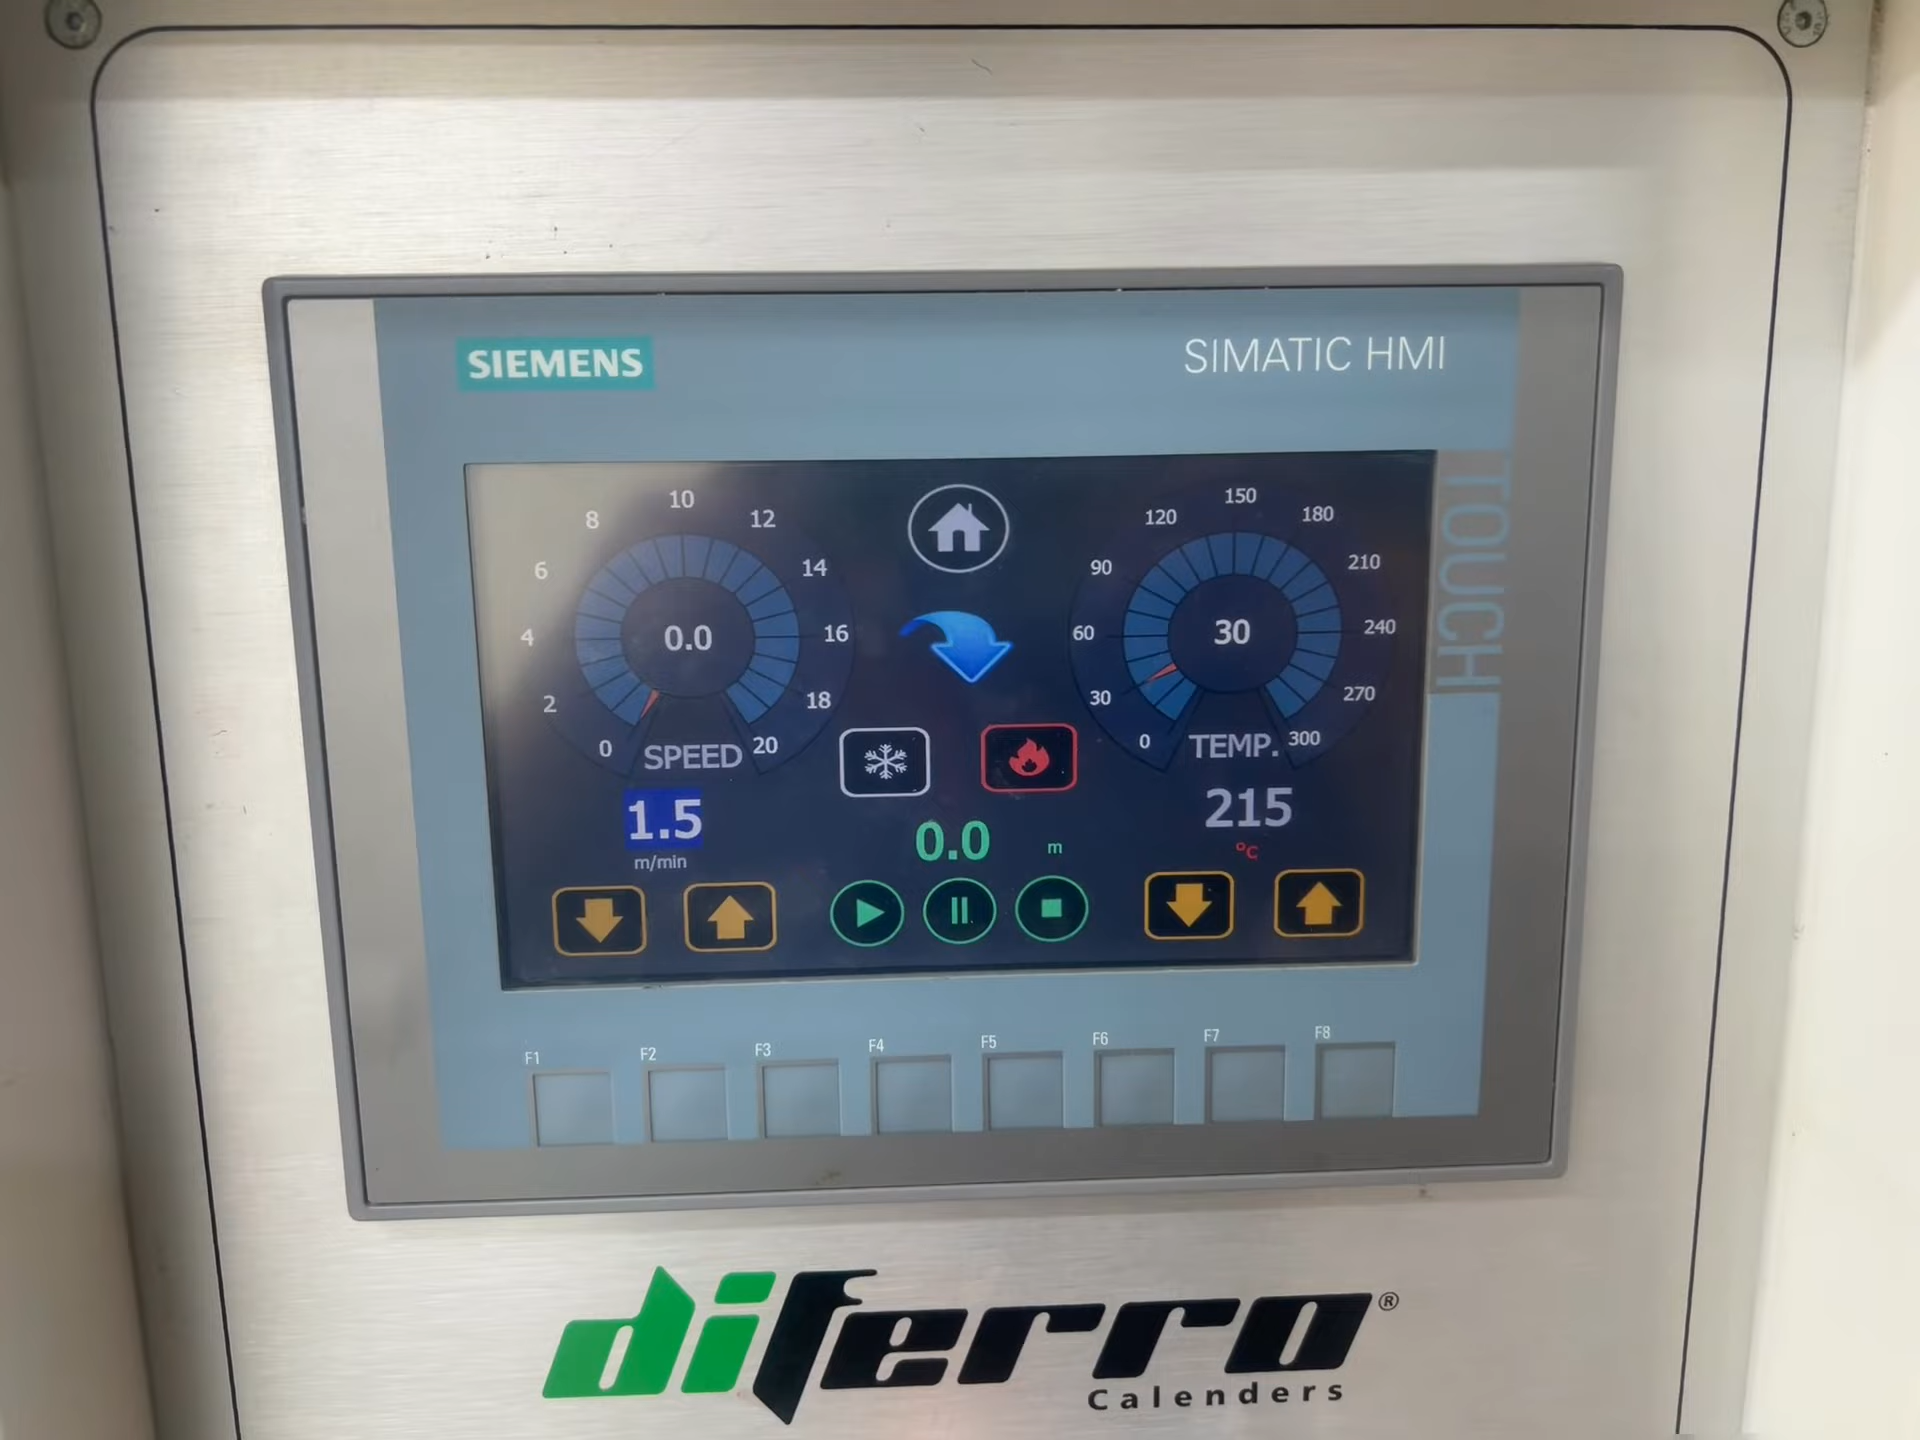 SIEMENS
SIMATIC HMI
TOUCH
0 2 4 6 8 10 12 14 16 18 20
0.0
SPEED
1.5
m/min
0 30 60 90 120 150 180 210 240 270 300
30
TEMP.
215
°C
0.0 m
F1 F2 F3 F4 F5 F6 F7 F8
diferro®
Calenders